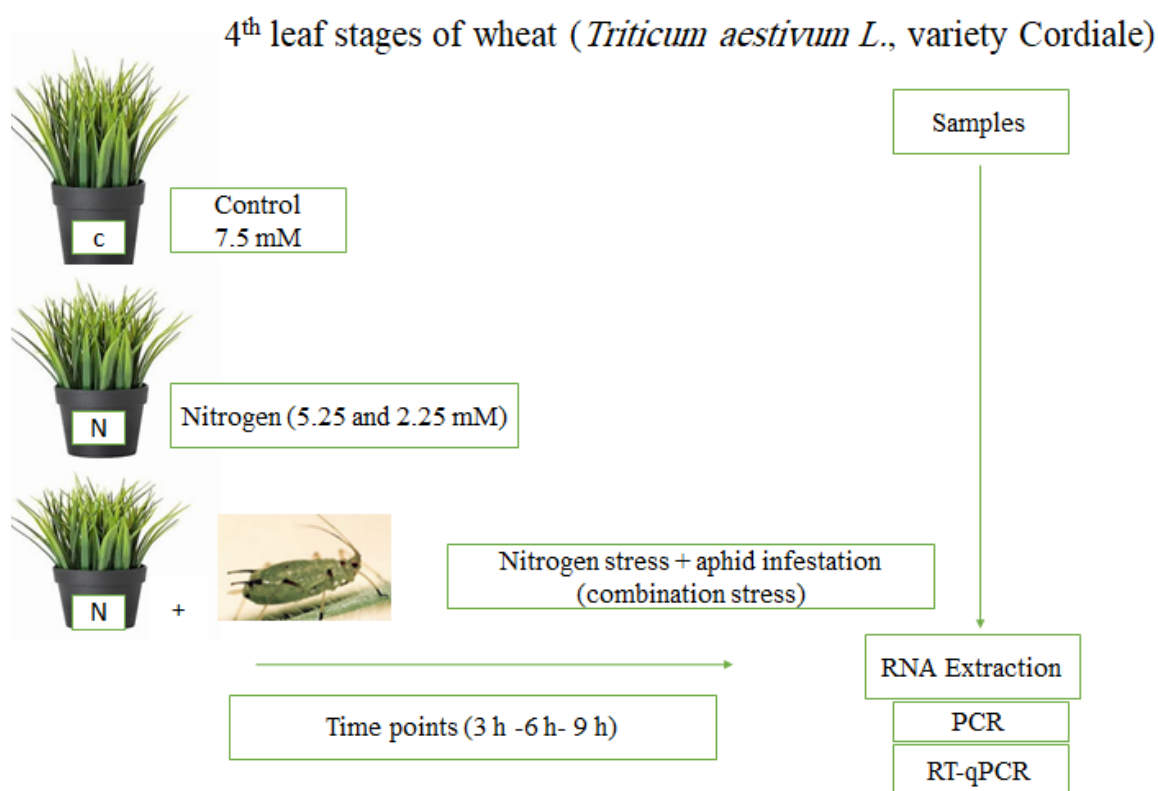 4th leaf stages of wheat (Triticum aestivum L., variety Cordiale)
Samples
Control
7.5 mM
c
Nitrogen (5.25 and 2.25 mM)
N
Nitrogen stress + aphid infestation
(combination stress)
N
+
RNA Extraction
Time points (3 h -6 h- 9 h)
PCR
RT-qPCR